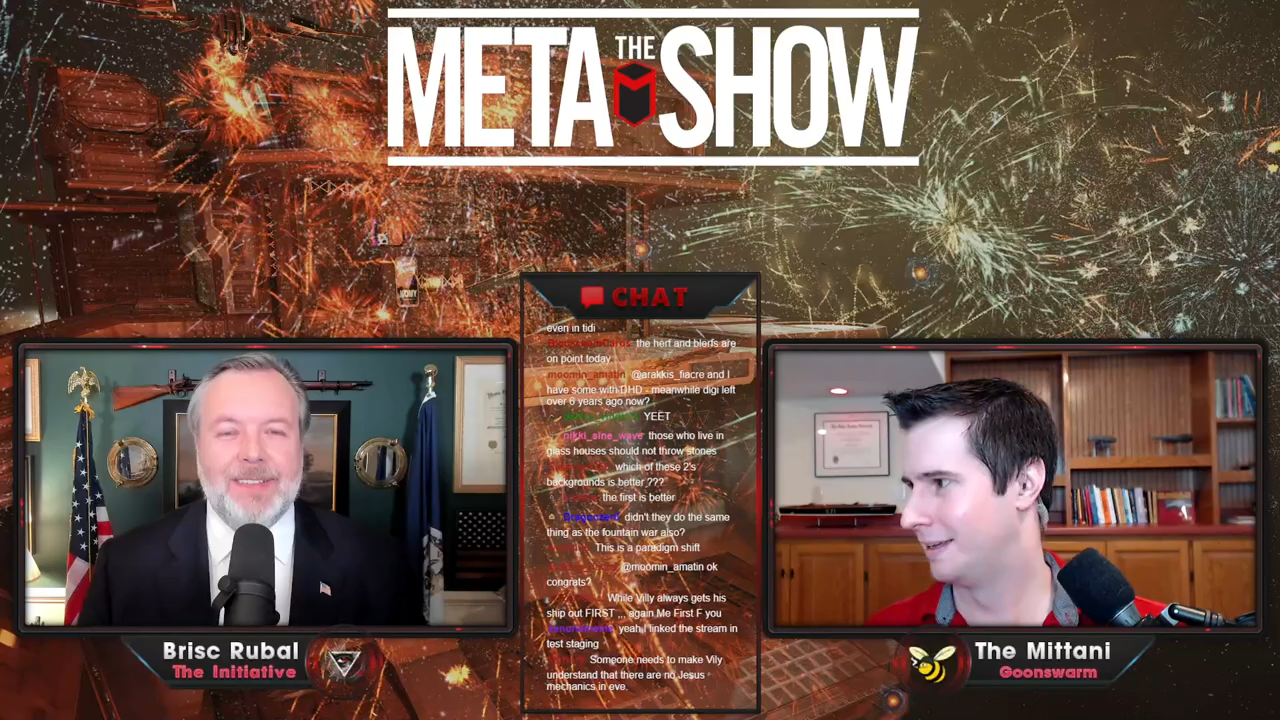 META THE SHOW
CHAT
even in tidi
the herf and blerfs are
on point today
moomin_amatin @arakkis_fiacre and I
have some with DHD - meanwhile digi left
over 6 years ago now?
YEET
nikki_sine_wave those who live in
glass houses should not throw stones
which of these 2's
backgrounds is better ???
the first is better
didn't they do the same
thing as the fountain war also?
This is a paradigm shift
@moomin_amatin ok
congrats?
While Villy always gets his
ship out FIRST ,,, again Me First F you
yeah I linked the stream in
test staging
Someone needs to make Vily
understand that there are no Jesus
mechanics in eve.
Brisc Rubal
The Initiative
The Mittani
Goonswarm